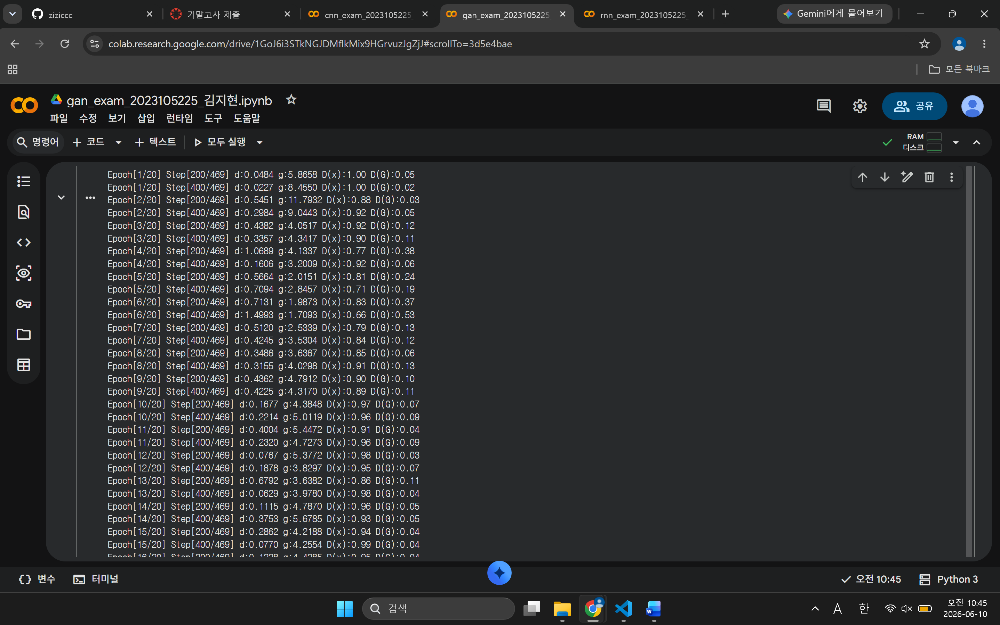 ziziccc
기말고사 제출
cnn_exam_2023105225_
gan_exam_2023105225_
rnn_exam_2023105225_
Gemini에게 물어보기
colab.research.google.com/drive/1GoJ6i3STkNGJDMflkMix9HGrvuzJgZjJ#scrollTo=3d5e4bae
모든 북마크
gan_exam_2023105225_김지현.ipynb
공유
파일 수정 보기 삽입 런타임 도구 도움말
명령어 + 코드 + 텍스트 모두 실행
RAM
디스크
Epoch[1/20] Step[200/469] d:0.0484 g:5.8658 D(x):1.00 D(G):0.05
Epoch[1/20] Step[400/469] d:0.0227 g:8.4550 D(x):1.00 D(G):0.02
Epoch[2/20] Step[200/469] d:0.5451 g:11.7932 D(x):0.88 D(G):0.03
Epoch[2/20] Step[400/469] d:0.2984 g:9.0443 D(x):0.92 D(G):0.05
Epoch[3/20] Step[200/469] d:0.4382 g:4.0517 D(x):0.92 D(G):0.12
Epoch[3/20] Step[400/469] d:0.3357 g:4.3417 D(x):0.90 D(G):0.11
Epoch[4/20] Step[200/469] d:1.0689 g:4.1337 D(x):0.77 D(G):0.38
Epoch[4/20] Step[400/469] d:0.1606 g:3.2009 D(x):0.92 D(G):0.06
Epoch[5/20] Step[200/469] d:0.5664 g:2.0151 D(x):0.81 D(G):0.24
Epoch[5/20] Step[400/469] d:0.7094 g:2.8457 D(x):0.71 D(G):0.19
Epoch[6/20] Step[200/469] d:0.7131 g:1.9873 D(x):0.83 D(G):0.37
Epoch[6/20] Step[400/469] d:1.4993 g:1.7093 D(x):0.66 D(G):0.53
Epoch[7/20] Step[200/469] d:0.5120 g:2.5339 D(x):0.79 D(G):0.13
Epoch[7/20] Step[400/469] d:0.4245 g:3.5304 D(x):0.84 D(G):0.12
Epoch[8/20] Step[200/469] d:0.3486 g:3.6367 D(x):0.85 D(G):0.06
Epoch[8/20] Step[400/469] d:0.3155 g:4.0298 D(x):0.91 D(G):0.13
Epoch[9/20] Step[200/469] d:0.4362 g:4.7912 D(x):0.90 D(G):0.10
Epoch[9/20] Step[400/469] d:0.4225 g:4.3170 D(x):0.89 D(G):0.11
Epoch[10/20] Step[200/469] d:0.1677 g:4.3848 D(x):0.97 D(G):0.07
Epoch[10/20] Step[400/469] d:0.2214 g:5.0119 D(x):0.96 D(G):0.09
Epoch[11/20] Step[200/469] d:0.4004 g:5.4472 D(x):0.91 D(G):0.04
Epoch[11/20] Step[400/469] d:0.2320 g:4.7273 D(x):0.96 D(G):0.09
Epoch[12/20] Step[200/469] d:0.0767 g:5.3772 D(x):0.98 D(G):0.03
Epoch[12/20] Step[400/469] d:0.1878 g:3.8297 D(x):0.95 D(G):0.07
Epoch[13/20] Step[200/469] d:0.6792 g:3.6382 D(x):0.86 D(G):0.11
Epoch[13/20] Step[400/469] d:0.0629 g:3.9780 D(x):0.98 D(G):0.04
Epoch[14/20] Step[200/469] d:0.1115 g:4.7870 D(x):0.96 D(G):0.05
Epoch[14/20] Step[400/469] d:0.3753 g:5.6785 D(x):0.93 D(G):0.05
Epoch[15/20] Step[200/469] d:0.2862 g:4.2188 D(x):0.94 D(G):0.04
Epoch[15/20] Step[400/469] d:0.0770 g:4.2554 D(x):0.99 D(G):0.04
변수 터미널
오전 10:45 Python 3
검색
A 한
오전 10:45
2026-06-10